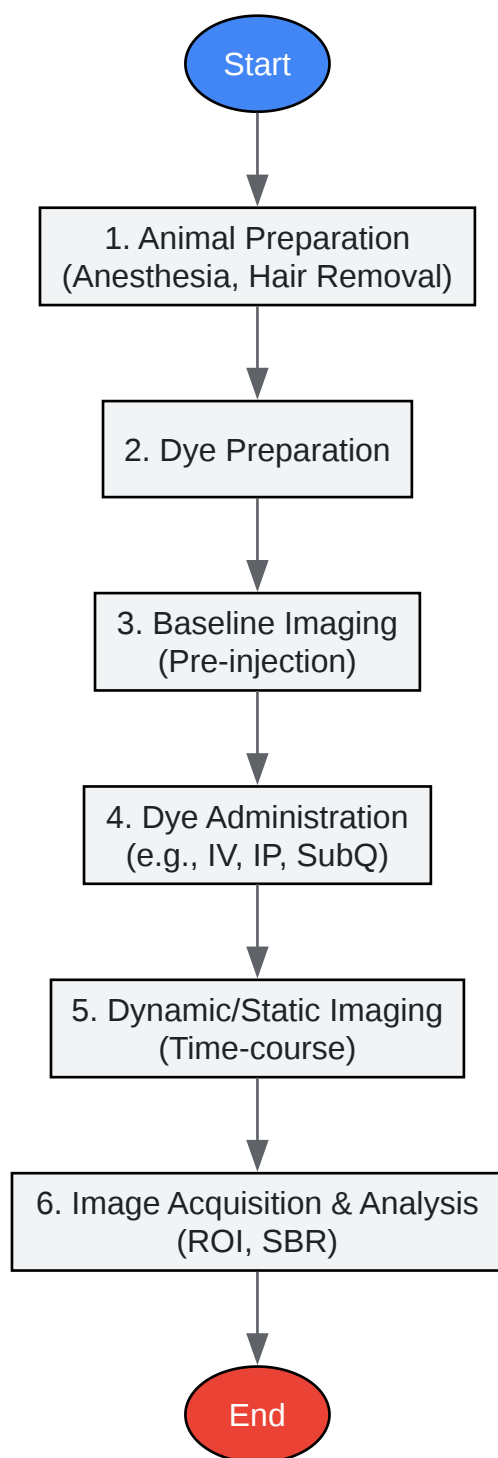 Start
1. Animal Preparation
(Anesthesia, Hair Removal)
2. Dye Preparation
3. Baseline Imaging
(Pre-injection)
4. Dye Administration
(e.g., IV, IP, SubQ)
5. Dynamic/Static Imaging
(Time-course)
6. Image Acquisition & Analysis
(ROI, SBR)
End